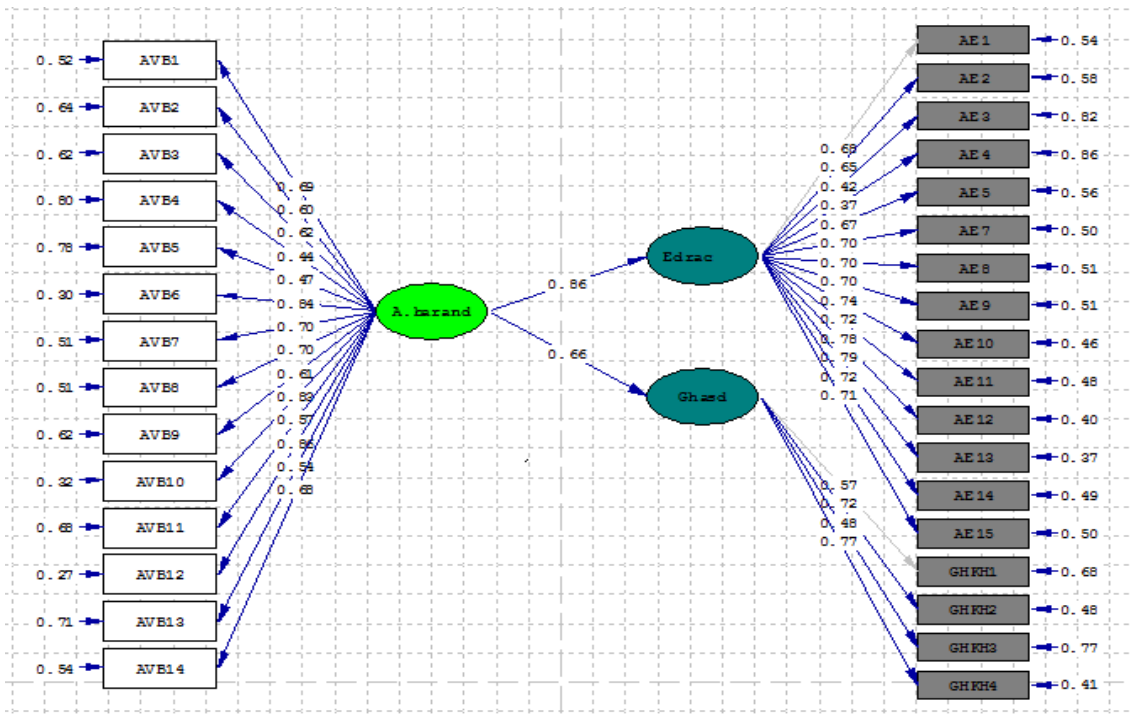 0.52 AVB1
0.64 AVB2
0.62 AVB3
0.80 AVB4
0.78 AVB5
0.30 AVB6
0.51 AVB7
0.51 AVB8
0.62 AVB9
0.32 AVB10
0.68 AVB11
0.27 AVB12
0.71 AVB13
0.54 AVB14
0.69
0.60
0.62
0.44
0.47
0.84
0.70
0.70
0.61
0.83
0.57
0.54
0.68
A.barand
0.86
0.66
Edrac
Ghasd
0.65
0.42
0.37
0.67
0.70
0.70
0.70
0.74
0.72
0.78
0.79
0.72
0.71
0.57
0.72
0.48
0.77
AE1 0.54
AE2 0.58
AE3 0.82
AE4 0.86
AE5 0.56
AE7 0.50
AE8 0.51
AE9 0.51
AE10 0.46
AE11 0.48
AE12 0.40
AE13 0.37
AE14 0.49
AE15 0.50
GHKH1 0.68
GHKH2 0.48
GHKH3 0.77
GHKH4 0.41